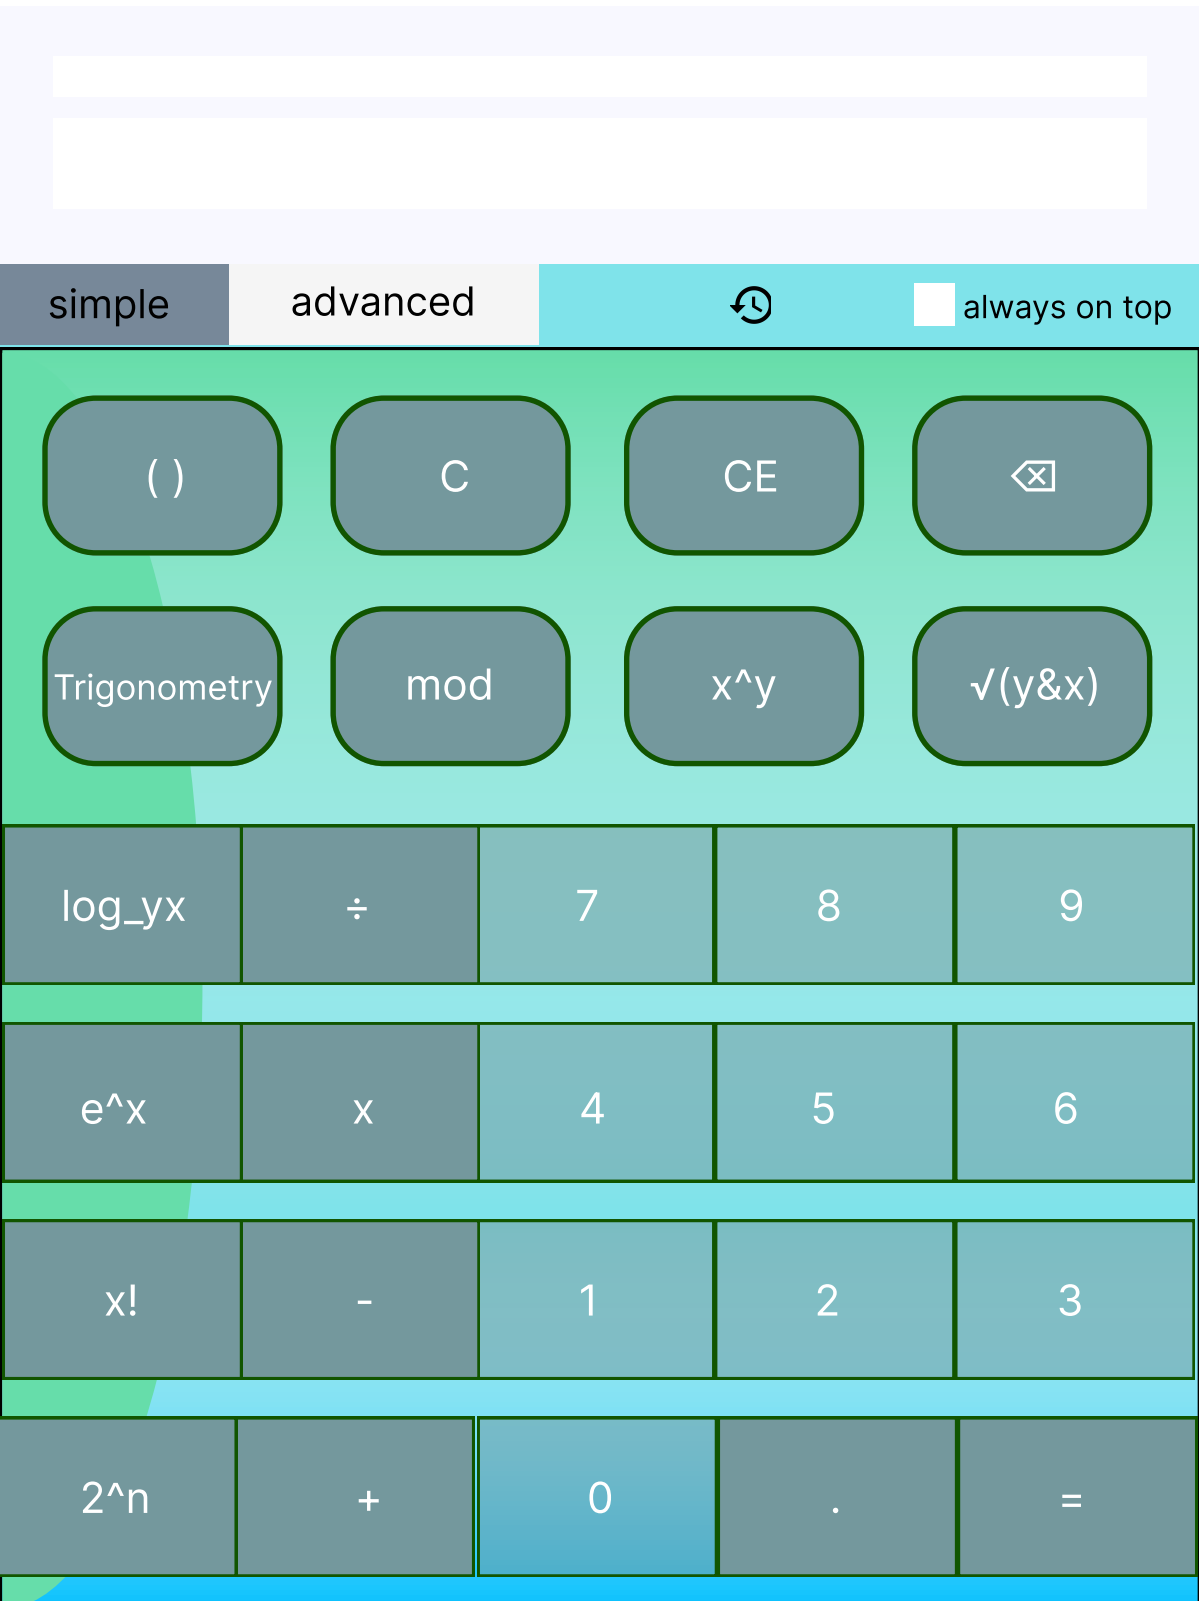 simple advanced always on top
( ) C CE
Trigonometry mod x^y √(y&x)
log_yx ÷ 7 8 9
e^x x 4 5 6
x! - 1 2 3
2^n + 0 . =